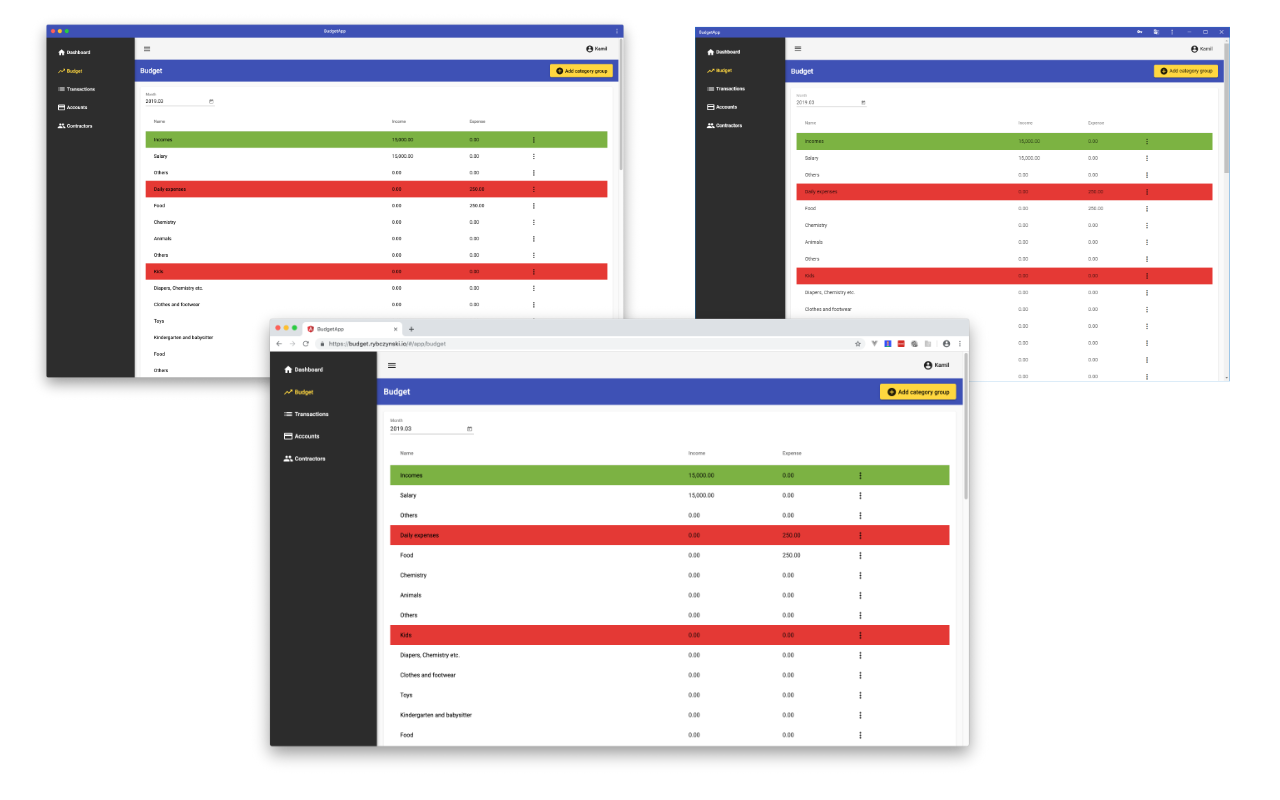 BudgetApp
Dashboard
Budget
Transactions
Accounts
Contractors
Kamil
Budget
Add category group
Month
2019.03
Name Income Expense
Incomes 15,000.00 0.00
Salary 15,000.00 0.00
Others 0.00 0.00
Daily expenses 0.00 250.00
Food 0.00 250.00
Chemistry 0.00 0.00
Animals 0.00 0.00
Others 0.00 0.00
Kids 0.00 0.00
Diapers, Chemistry etc. 0.00 0.00
Clothes and footwear 0.00 0.00
Toys
Kindergarten and babysitter
Food
Others
BudgetApp
Dashboard
Budget
Transactions
Accounts
Contractors
Kamil
Budget
Add category group
Month
2019.03
Name Income Expense
Incomes 15,000.00 0.00
Salary 15,000.00 0.00
Others 0.00 0.00
Daily expenses 0.00 250.00
Food 0.00 250.00
Chemistry 0.00 0.00
Animals 0.00 0.00
Others 0.00 0.00
Kids 0.00 0.00
Diapers, Chemistry etc. 0.00 0.00
Clothes and footwear 0.00 0.00
0.00 0.00
0.00 0.00
0.00 0.00
0.00 0.00
BudgetApp
https://budget.rybczynski.io/#/app/budget
Dashboard
Budget
Transactions
Accounts
Contractors
Kamil
Budget
Add category group
Month
2019.03
Name Income Expense
Incomes 15,000.00 0.00
Salary 15,000.00 0.00
Others 0.00 0.00
Daily expenses 0.00 250.00
Food 0.00 250.00
Chemistry 0.00 0.00
Animals 0.00 0.00
Others 0.00 0.00
Kids 0.00 0.00
Diapers, Chemistry etc. 0.00 0.00
Clothes and footwear 0.00 0.00
Toys 0.00 0.00
Kindergarten and babysitter 0.00 0.00
Food 0.00 0.00